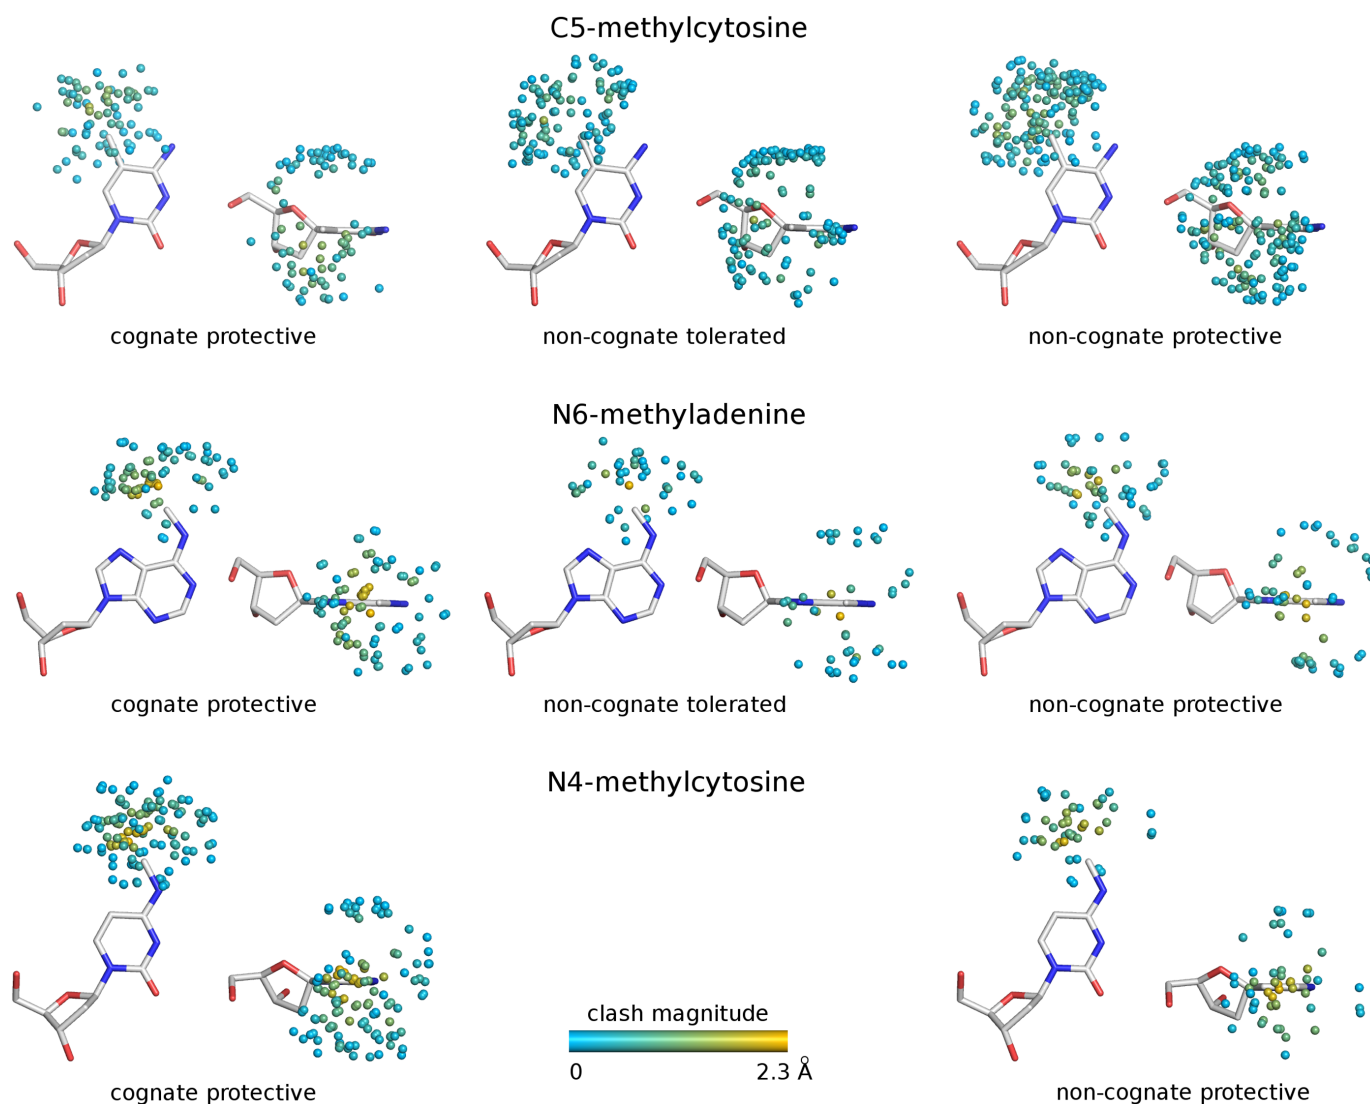 C5-methylcytosine
cognate protective
non-cognate tolerated
non-cognate protective
N6-methyladenine
cognate protective
non-cognate tolerated
non-cognate protective
N4-methylcytosine
clash magnitude
0
2.3 Å
cognate protective
non-cognate protective